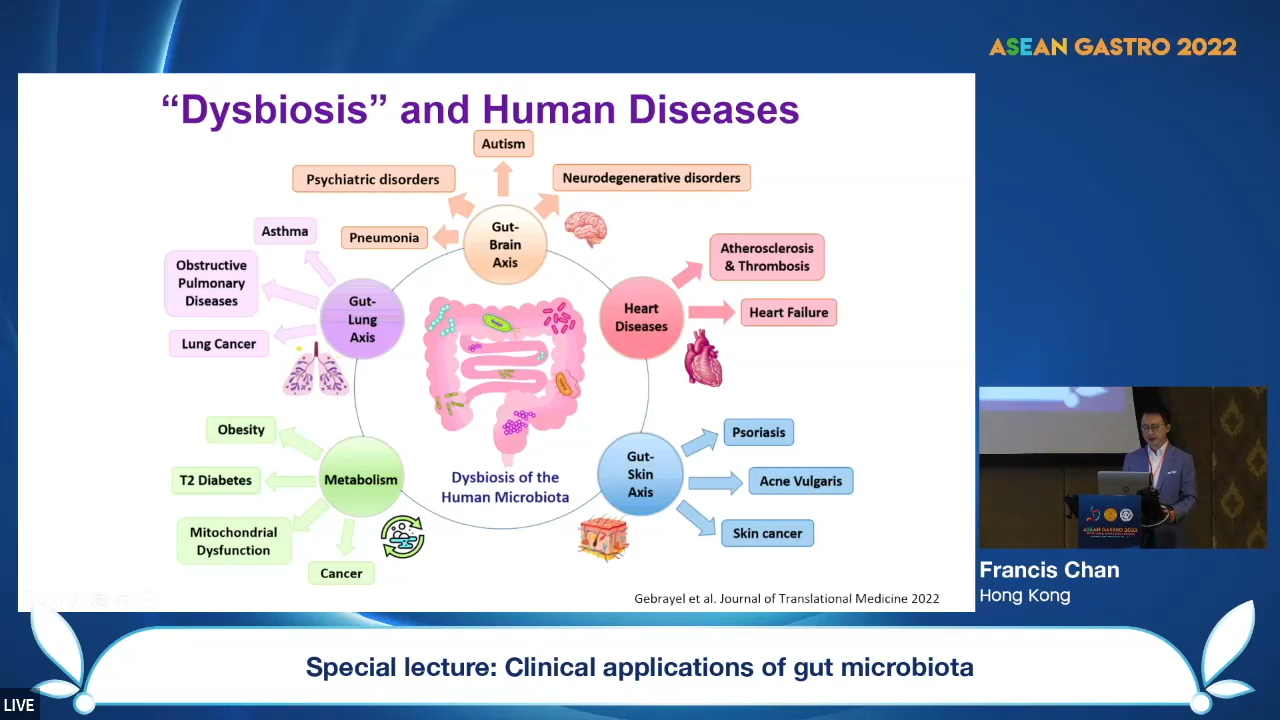 ASEAN GASTRO 2022
“Dysbiosis” and Human Diseases
Autism
Psychiatric disorders
Neurodegenerative disorders
Pneumonia
Gut-
Brain
Axis
Asthma
Obstructive
Pulmonary
Diseases
Lung Cancer
Gut-
Lung
Axis
Heart
Diseases
Atherosclerosis
& Thrombosis
Heart Failure
Obesity
T2 Diabetes
Mitochondrial
Dysfunction
Cancer
Metabolism
Dysbiosis of the
Human Microbiota
Gut-
Skin
Axis
Psoriasis
Acne Vulgaris
Skin cancer
Gebrayel et al. Journal of Translational Medicine 2022
ASEAN GASTRO 2022
Francis Chan
Hong Kong
Special lecture: Clinical applications of gut microbiota
LIVE